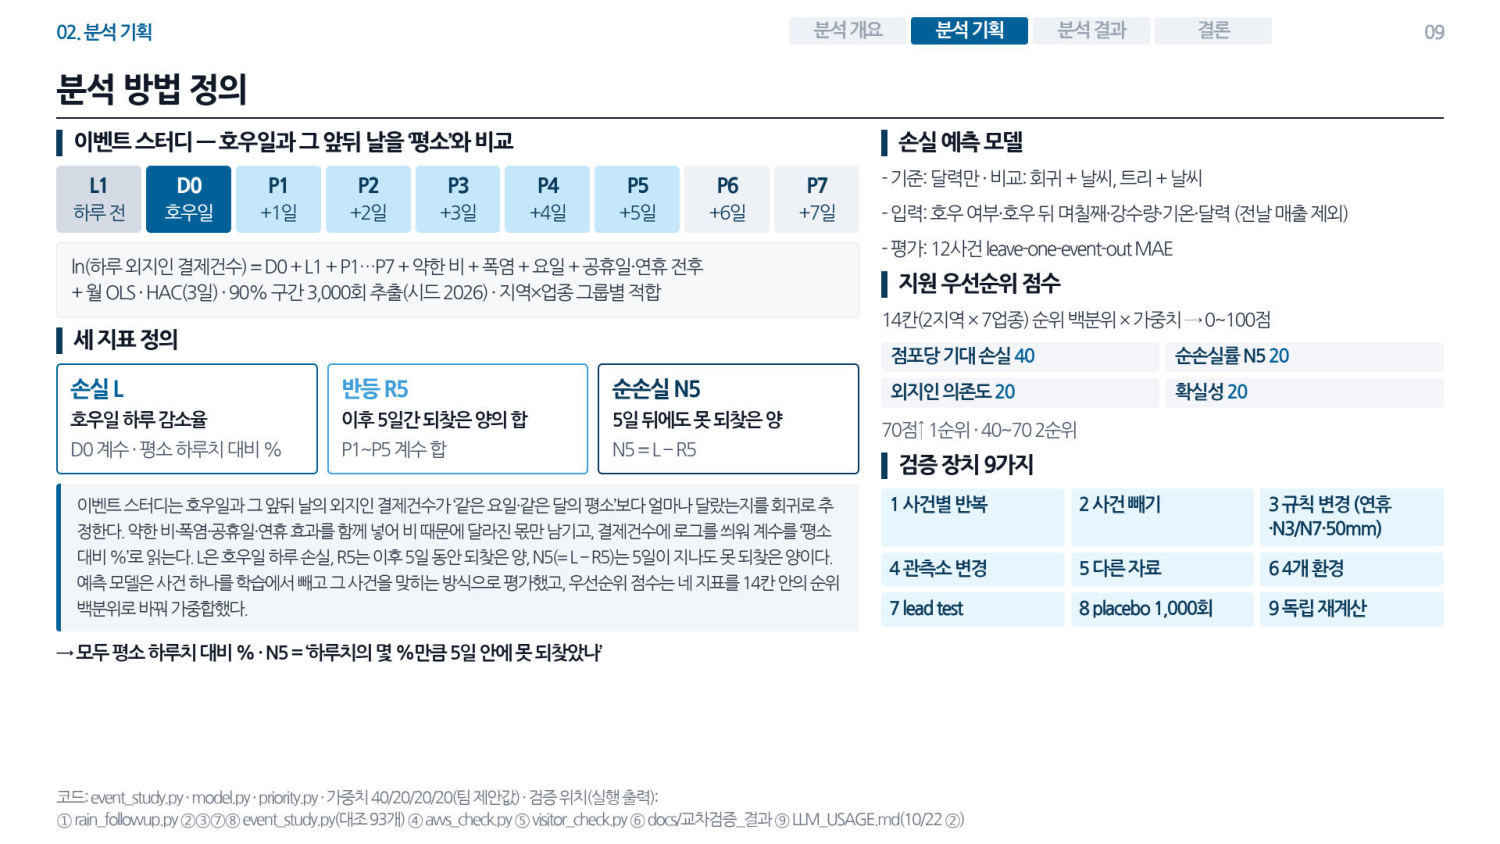 02. 분석 기획
분석 개요
분석 기획
분석 결과
결론
09
분석 방법 정의
이벤트 스터디 — 호우일과 그 앞뒤 날을 ‘평소’와 비교
L1
하루 전
D0
호우일
P1
+1일
P2
+2일
P3
+3일
P4
+4일
P5
+5일
P6
+6일
P7
+7일
ln(하루 외지인 결제건수) = D0 + L1 + P1⋯P7 + 약한 비 + 폭염 + 요일 + 공휴일·연휴 전후
+ 월 OLS · HAC(3일) · 90% 구간 3,000회 추출(시드 2026) · 지역×업종 그룹별 적합
세 지표 정의
손실 L
호우일 하루 감소율
D0 계수 · 평소 하루치 대비 %
반등 R5
이후 5일간 되찾은 양의 합
P1~P5 계수 합
순손실 N5
5일 뒤에도 못 되찾은 양
N5 = L − R5
이벤트 스터디는 호우일과 그 앞뒤 날의 외지인 결제건수가 ‘같은 요일·같은 달의 평소’보다 얼마나 달랐는지를 회귀로 추
정한다. 약한 비·폭염·공휴일·연휴 효과를 함께 넣어 비 때문에 달라진 몫만 남기고, 결제건수에 로그를 씌워 계수를 ‘평소
대비 %’로 읽는다. L은 호우일 하루 손실, R5는 이후 5일 동안 되찾은 양, N5(= L − R5)는 5일이 지나도 못 되찾은 양이다.
예측 모델은 사건 하나를 학습에서 빼고 그 사건을 맞히는 방식으로 평가했고, 우선순위 점수는 네 지표를 14칸 안의 순위
백분위로 바꿔 가중합했다.
→ 모두 평소 하루치 대비 % · N5 = ‘하루치의 몇 %만큼 5일 안에 못 되찾았나’
손실 예측 모델
- 기준: 달력만 · 비교: 회귀 + 날씨, 트리 + 날씨
- 입력: 호우 여부·호우 뒤 며칠째·강수량·기온·달력 (전날 매출 제외)
- 평가: 12사건 leave-one-event-out MAE
지원 우선순위 점수
14칸(2지역 × 7업종) 순위 백분위 × 가중치 → 0~100점
점포당 기대 손실 40
순손실률 N5 20
외지인 의존도 20
확실성 20
70점↑ 1순위 · 40~70 2순위
검증 장치 9가지
1 사건별 반복
2 사건 빼기
3 규칙 변경 (연휴
·N3/N7·50mm)
4 관측소 변경
5 다른 자료
6 4개 환경
7 lead test
8 placebo 1,000회
9 독립 재계산
코드: event_study.py · model.py · priority.py · 가중치 40/20/20/20(팀 제안값) · 검증 위치(실행 출력):
① rain_followup.py ②③⑦⑧ event_study.py(대조 93개) ④ aws_check.py ⑤ visitor_check.py ⑥ docs/교차검증_결과 ⑨ LLM_USAGE.md(10/22 ②)